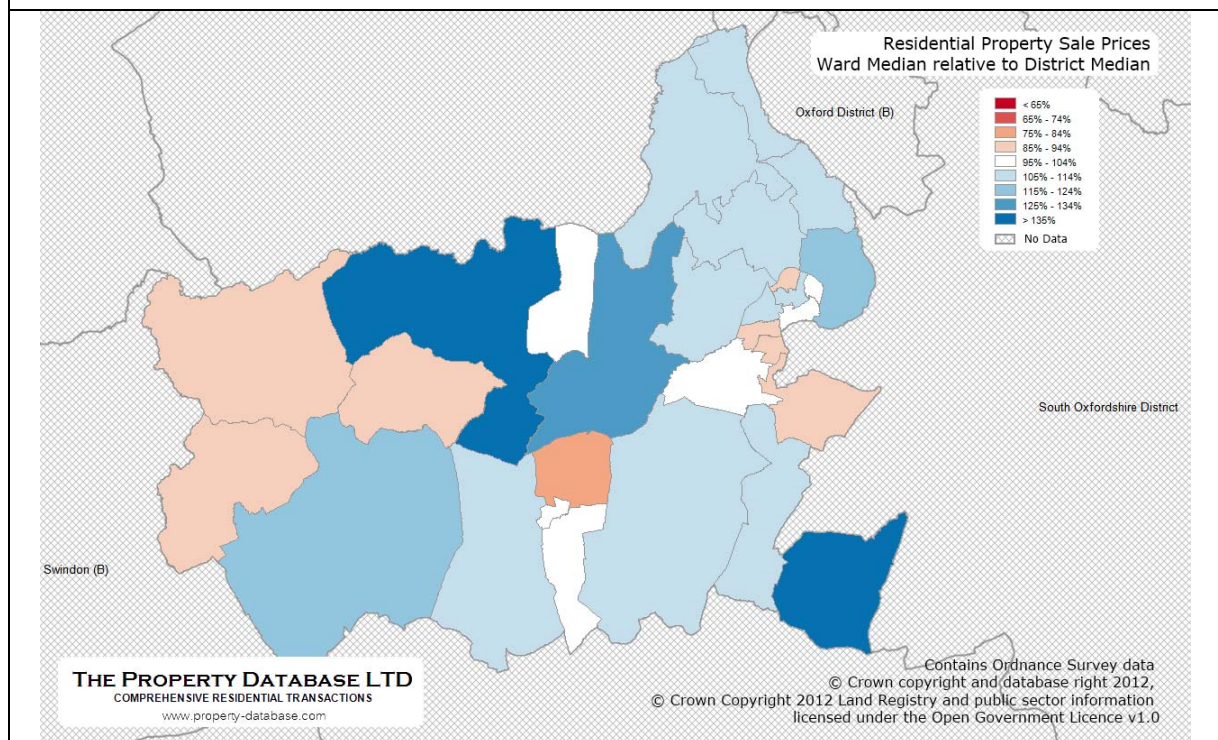 Residential Property Sale Prices
Ward Median relative to District Median
< 65%
65% - 74%
75% - 84%
85% - 94%
95% - 104%
105% - 114%
115% - 124%
125% - 134%
> 135%
No Data
Oxford District (B)
South Oxfordshire District
Swindon (B)
THE PROPERTY DATABASE LTD
COMPREHENSIVE RESIDENTIAL TRANSACTIONS
www.property-database.com
Contains Ordnance Survey data
© Crown copyright and database right 2012,
© Crown Copyright 2012 Land Registry and public sector information
licensed under the Open Government Licence v1.0